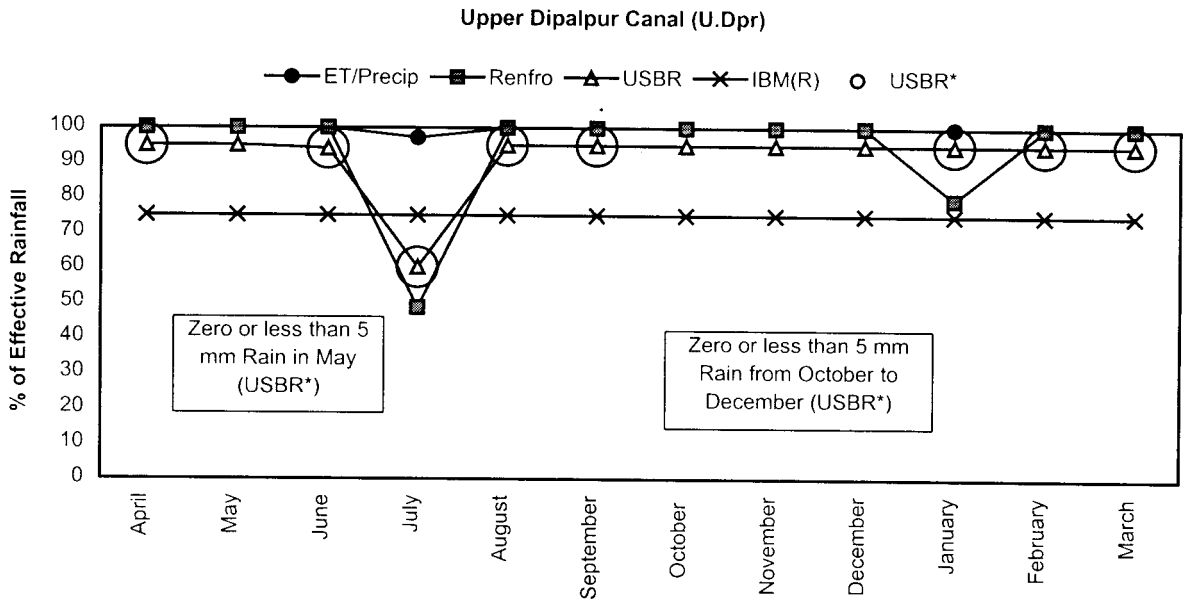 Upper Dipalpur Canal (U.Dpr)
ET/Precip Renfro USBR IBM(R) USBR*
% of Effective Rainfall
100
90
80
70
60
50
40
30
20
10
0
Zero or less than 5
mm Rain in May
(USBR*)
Zero or less than 5 mm
Rain from October to
December (USBR*)
April
May
June
July
August
September
October
November
December
January
February
March